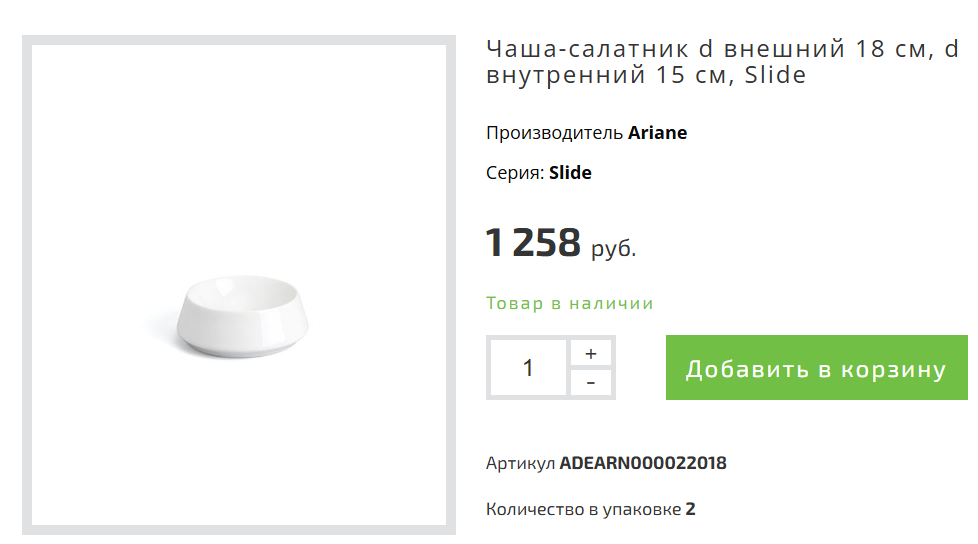 Чаша-салатник d внешний 18 см, d
внутренний 15 см, Slide
Производитель Ariane
Серия: Slide
1 258 руб.
Товар в наличии
1
+
-
Добавить в корзину
Артикул ADEARN000022018
Количество в упаковке 2